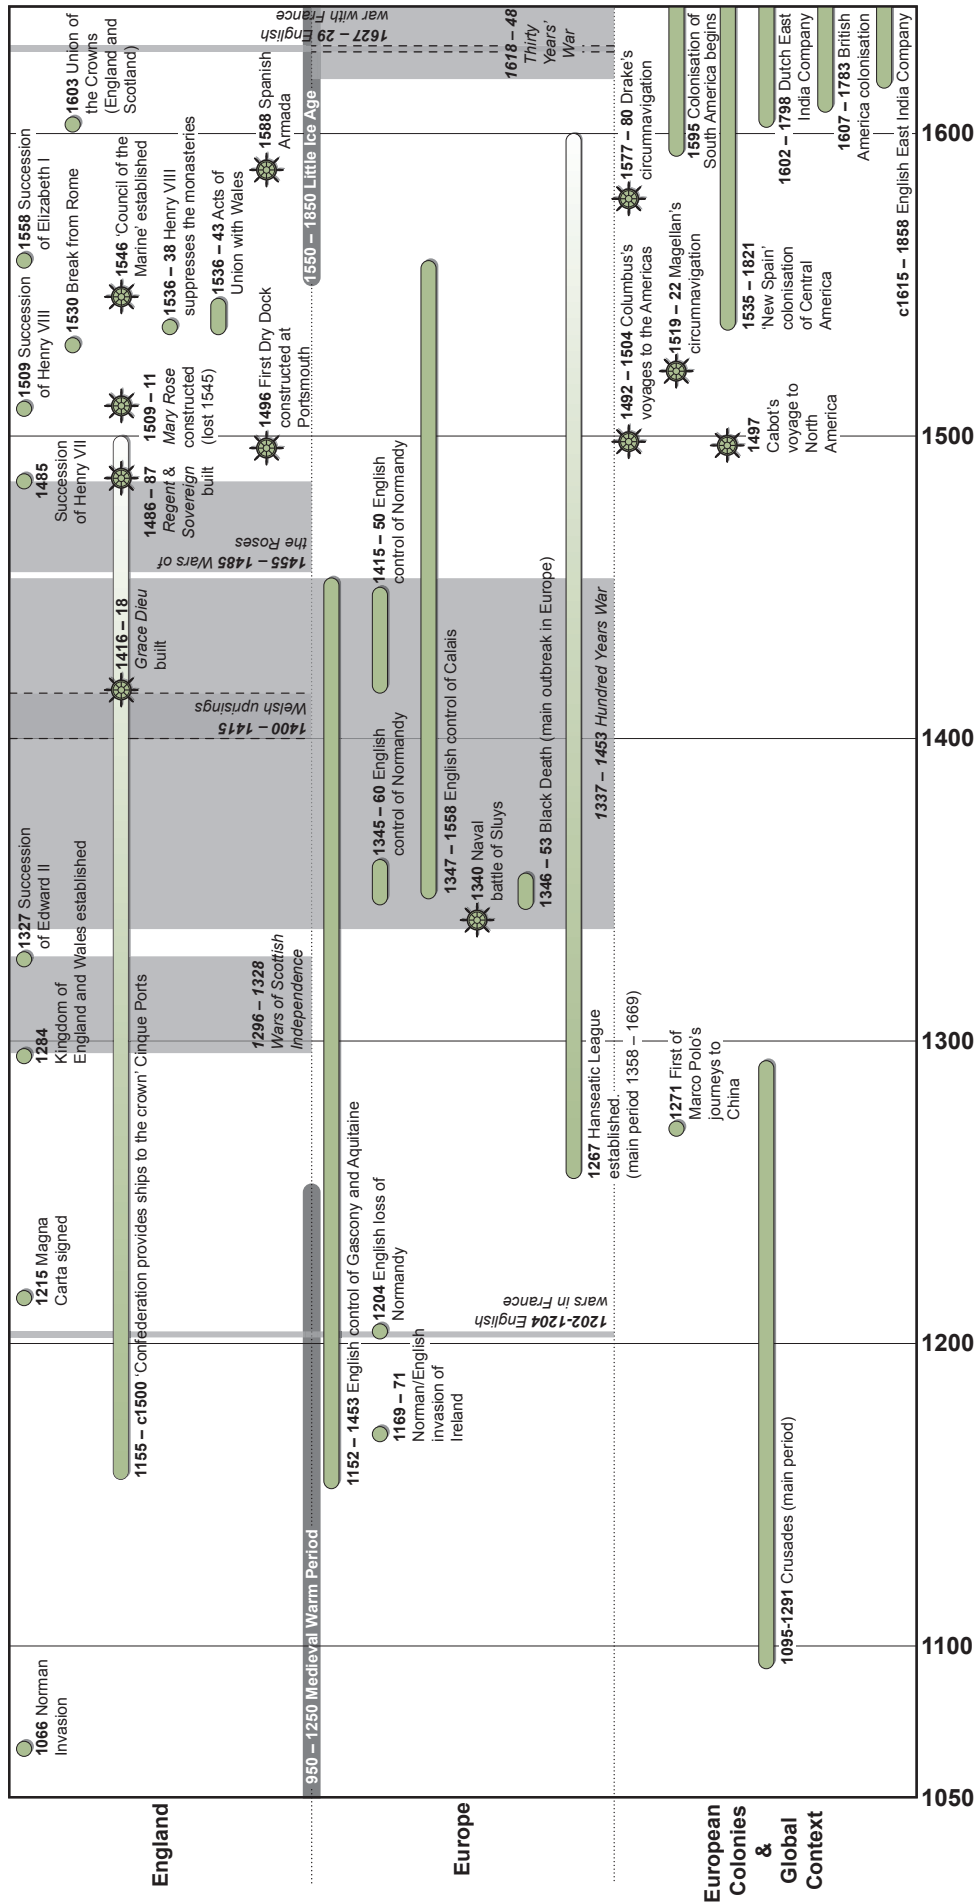 England
1066 Norman
Invasion
1215 Magna
Carta signed
1284
Kingdom of
England and Wales established
1327 Succession
of Edward II
1485
Succession
of Henry VII
1509 Succession
of Henry VIII
1558 Succession
of Elizabeth I
1530 Break from Rome
1603 Union of
the Crowns
(England and
Scotland)
1155 – c1500 'Confederation provides ships to the crown' Cinque Ports
1416 – 18
Grace Dieu
built
1486 – 87
Regent &
Sovereign
built
1509 – 11
Mary Rose
constructed
(lost 1545)
1546 'Council of the
Marine' established
1536 – 38 Henry VIII
suppresses the monasteries
1536 – 43 Acts of
Union with Wales
1496 First Dry Dock
constructed at
Portsmouth
1588 Spanish
Armada
1296 – 1328
Wars of Scottish
Independence
1400 – 1415
Welsh uprisings
1455 – 1485 Wars of
the Roses
1627 – 29 English
war with France
950 – 1250 Medieval Warm Period
1550 – 1850 Little Ice Age
Europe
1152 – 1453 English control of Gascony and Aquitaine
1169 – 71
Norman/English
invasion of
Ireland
1204 English loss of
Normandy
1345 – 60 English
control of Normandy
1415 – 50 English
control of Normandy
1347 – 1558 English control of Calais
1340 Naval
battle of Sluys
1346 – 53 Black Death (main outbreak in Europe)
1267 Hanseatic League
established.
(main period 1358 – 1669)
1202-1204 English
wars in France
1337 – 1453 Hundred Years War
1618 – 48
Thirty
Years'
War
European
Colonies
&
Global
Context
1095-1291 Crusades (main period)
1271 First of
Marco Polo's
journeys to
China
1492 – 1504 Columbus's
voyages to the Americas
1497
Cabot's
voyage to
North
America
1519 – 22 Magellan's
circumnavigation
1577 – 80 Drake's
circumnavigation
1535 – 1821
'New Spain'
colonisation
of Central
America
1595 Colonisation of
South America begins
1602 – 1798 Dutch East
India Company
1607 – 1783 British
America colonisation
c1615 – 1858 English East India Company
1050
1100
1200
1300
1400
1500
1600